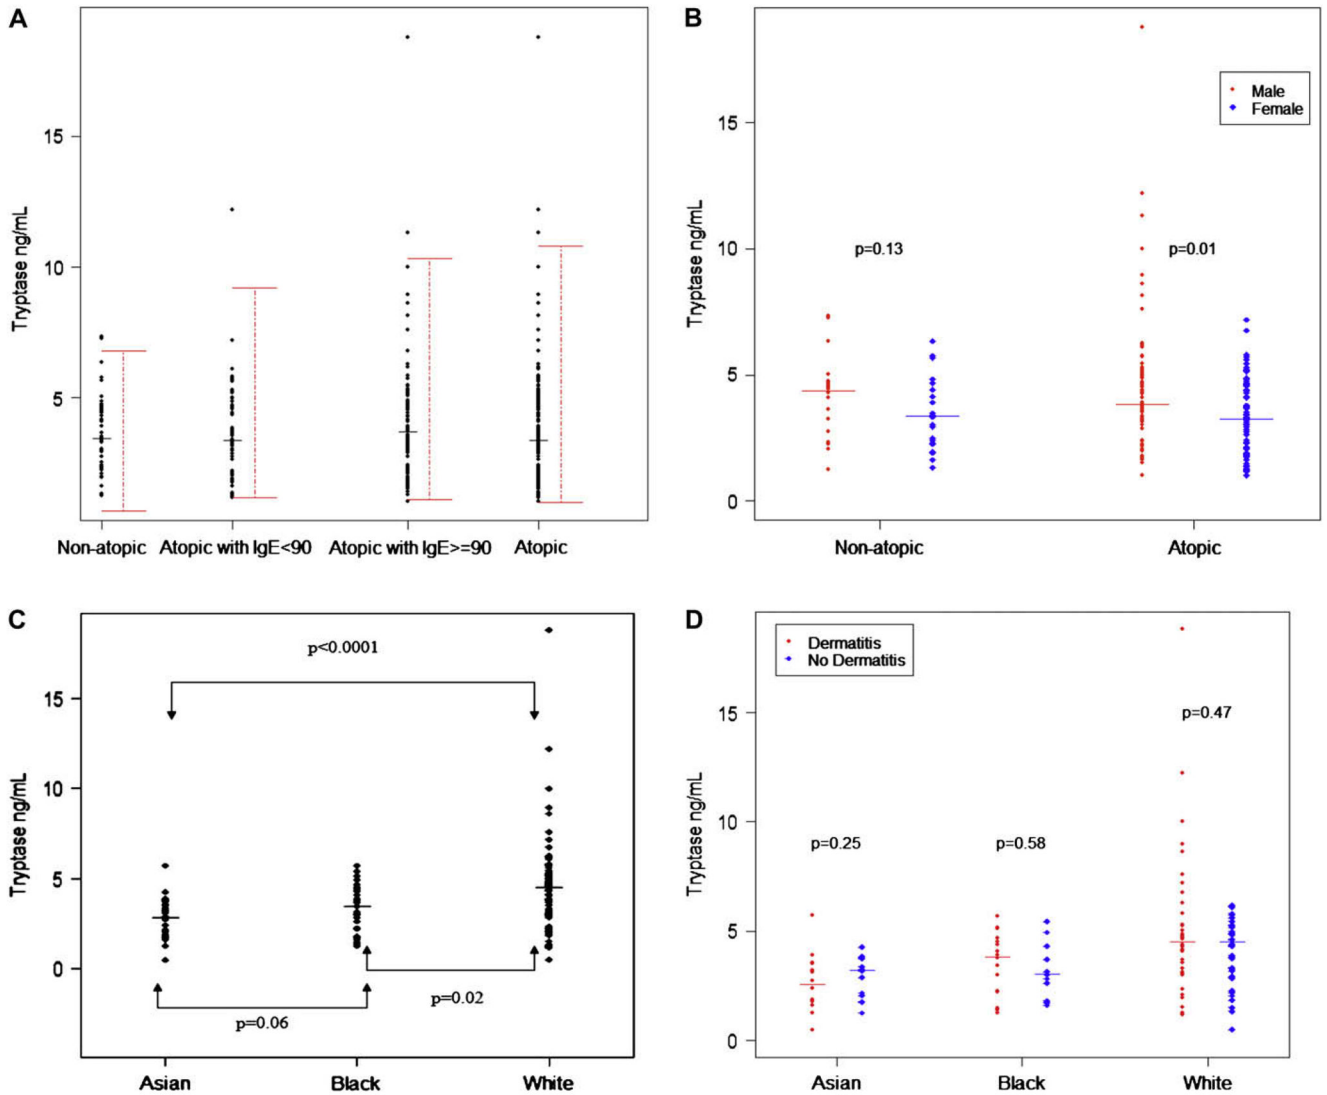 A
Tryptase ng/mL
15
10
5
Non-atopic
Atopic with IgE<90
Atopic with IgE>=90
Atopic
B
Male
Female
Tryptase ng/mL
15
10
5
0
p=0.13
p=0.01
Non-atopic
Atopic
C
p<0.0001
Tryptase ng/mL
15
10
5
0
p=0.02
p=0.06
Asian
Black
White
D
Dermatitis
No Dermatitis
Tryptase ng/mL
15
10
5
0
p=0.47
p=0.25
p=0.58
Asian
Black
White